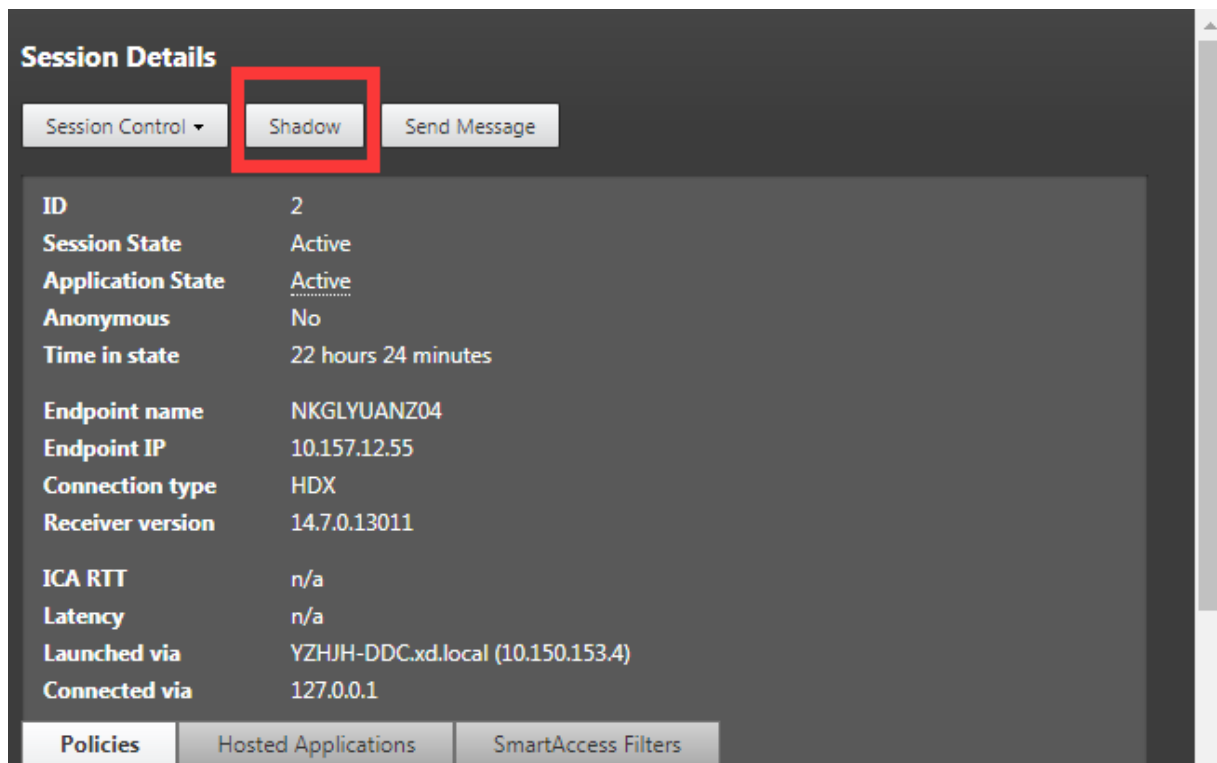 Session Details
Session Control Shadow Send Message
ID 2
Session State Active
Application State Active
Anonymous No
Time in state 22 hours 24 minutes
Endpoint name NKGLYUANZ04
Endpoint IP 10.157.12.55
Connection type HDX
Receiver version 14.7.0.13011
ICA RTT n/a
Latency n/a
Launched via YZHJH-DDC.xd.local (10.150.153.4)
Connected via 127.0.0.1
Policies Hosted Applications SmartAccess Filters